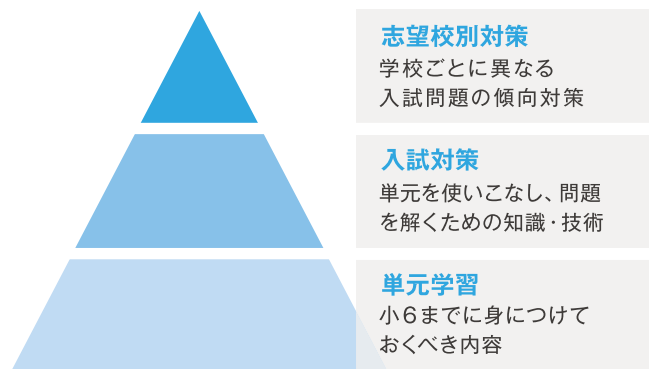 志望校別対策
学校ごとに異なる
入試問題の傾向対策
入試対策
単元を使いこなし、問題
を解くための知識・技術
単元学習
小６までに身につけて
おくべき内容